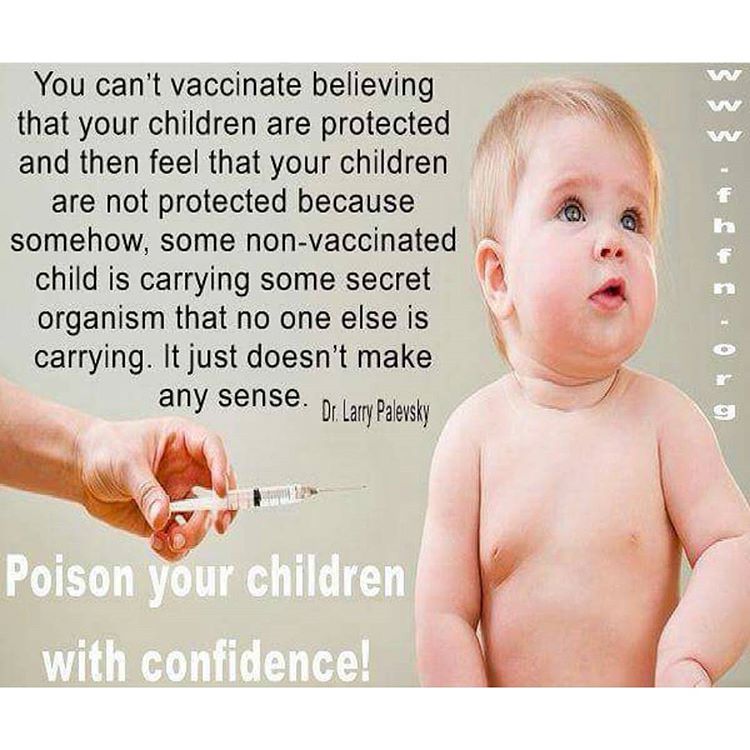 You can't vaccinate believing
that your children are protected
and then feel that your children
are not protected because
somehow, some non-vaccinated
child is carrying some secret
organism that no one else is
carrying. It just doesn't make
any sense. Dr. Larry Palevsky
Poison your children
with confidence!
www.fhfn.org